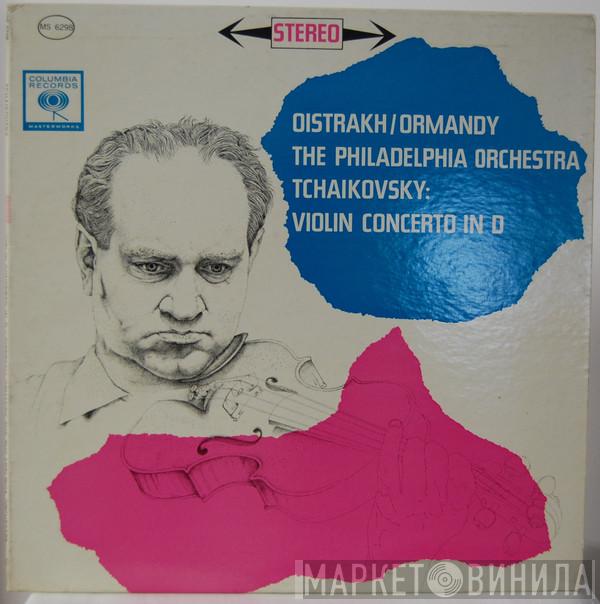 MS 6298
STEREO
COLUMBIA
RECORDS
MASTERWORKS
OISTRAKH/ORMANDY
THE PHILADELPHIA ORCHESTRA
TCHAIKOVSKY:
VIOLIN CONCERTO IN D
МАРКЕТ ВИНИЛА